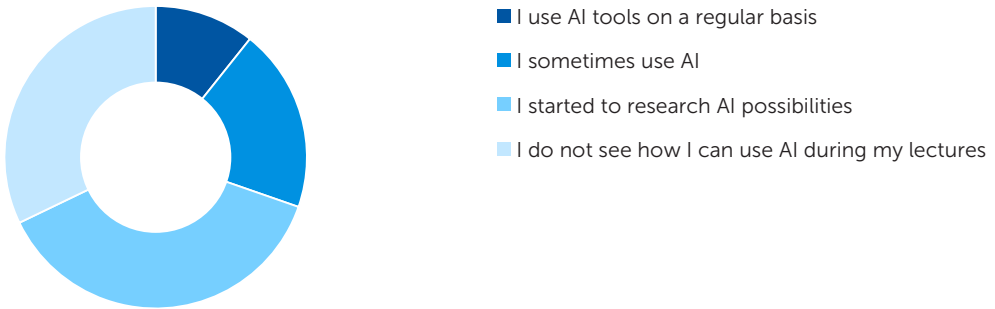 I use AI tools on a regular basis
I sometimes use AI
I started to research AI possibilities
I do not see how I can use AI during my lectures